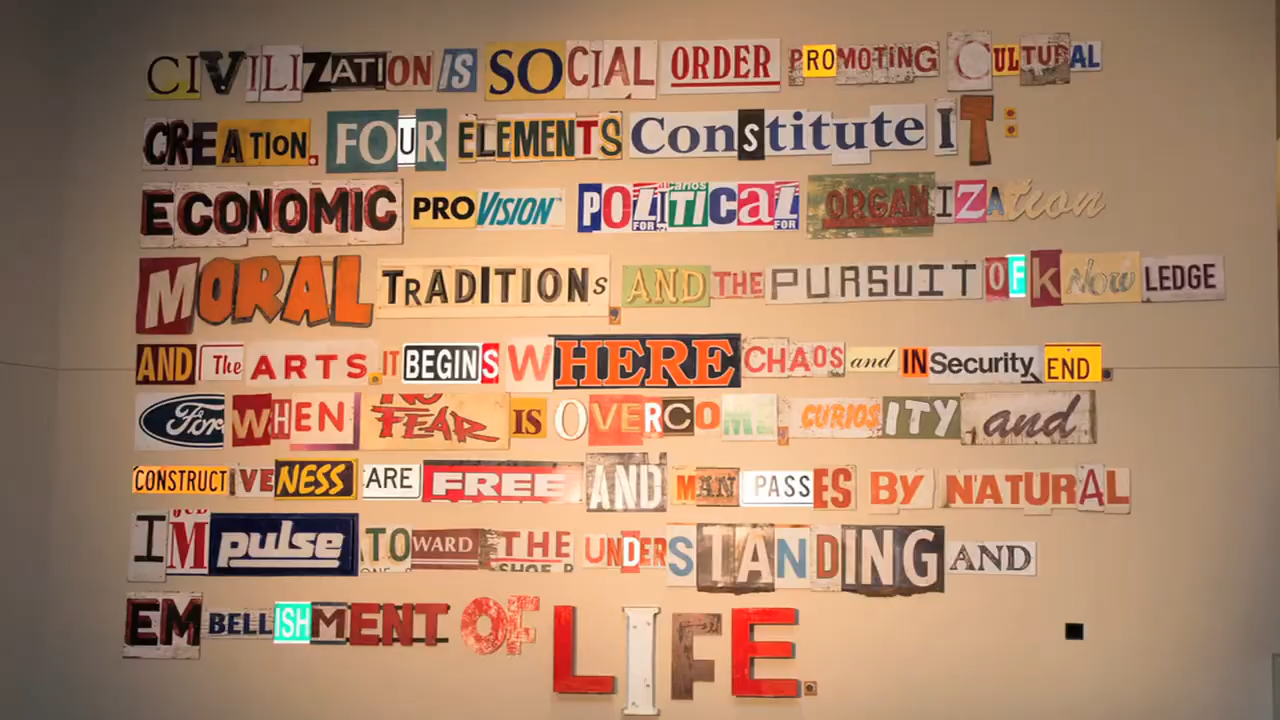 CIVILIZATION IS SOCIAL ORDER PROMOTING CULTURAL
CREATION. FOUR ELEMENTS Constitute IT:
ECONOMIC PROVISION POLITICAL ORGANIZAtion
MORAL TRADITIONS AND THE PURSUIT OF KNowLEDGE
AND The ARTS. IT BEGINS WHERE CHAOS and INSecurity END.
Ford WHEN FEAR IS OVERCOME. CURIOSITY and
CONSTRUCTIVENESS ARE FREE AND MAN PASSES BY NATURAL
IMpulse TOWARD THE UNDERSTANDING AND
EMBELLISHMENT OF LIFE.